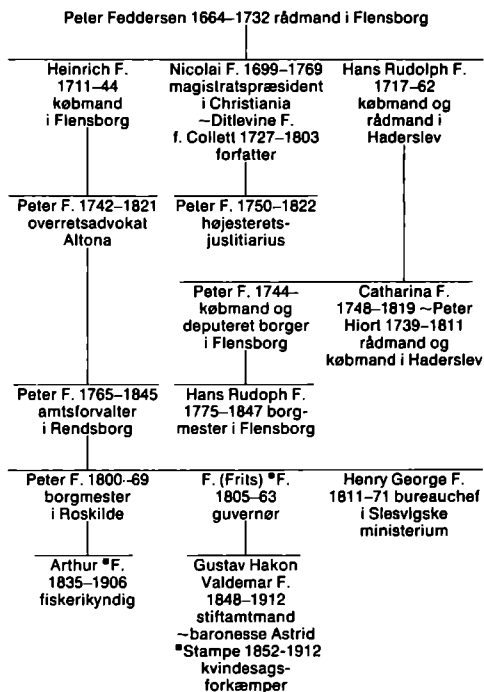 Peter Feddersen 1664–1732 rådmand i Flensborg
Heinrich F.
1711–44
købmand
i Flensborg
Nicolai F. 1699–1769
magistratspræsident
i Christiania
~Ditlevine F.
f. Collett 1727–1803
forfatter
Hans Rudolph F.
1717–62
købmand og
rådmand i
Haderslev
Peter F. 1742–1821
overretsadvokat
Altona
Peter F. 1750–1822
højesterets-
justitiarius
Peter F. 1744–
købmand og
deputeret borger
i Flensborg
Catharina F.
1748–1819 ~Peter
Hiort 1739–1811
rådmand og
købmand i Haderslev
Peter F. 1765–1845
amtsforvalter
i Rendsborg
Hans Rudoph F.
1775–1847 borg-
mester i Flensborg
Peter F. 1800–69
borgmester
i Roskilde
F. (Frits) *F.
1805–63
guvernør
Henry George F.
1811–71 bureauchef
i Slesvigske
ministerium
Arthur *F.
1835–1906
fiskerikyndig
Gustav Hakon
Valdemar F.
1848–1912
stiftamtmand
~baronesse Astrid
*Stampe 1852-1912
kvindesags-
forkæmper